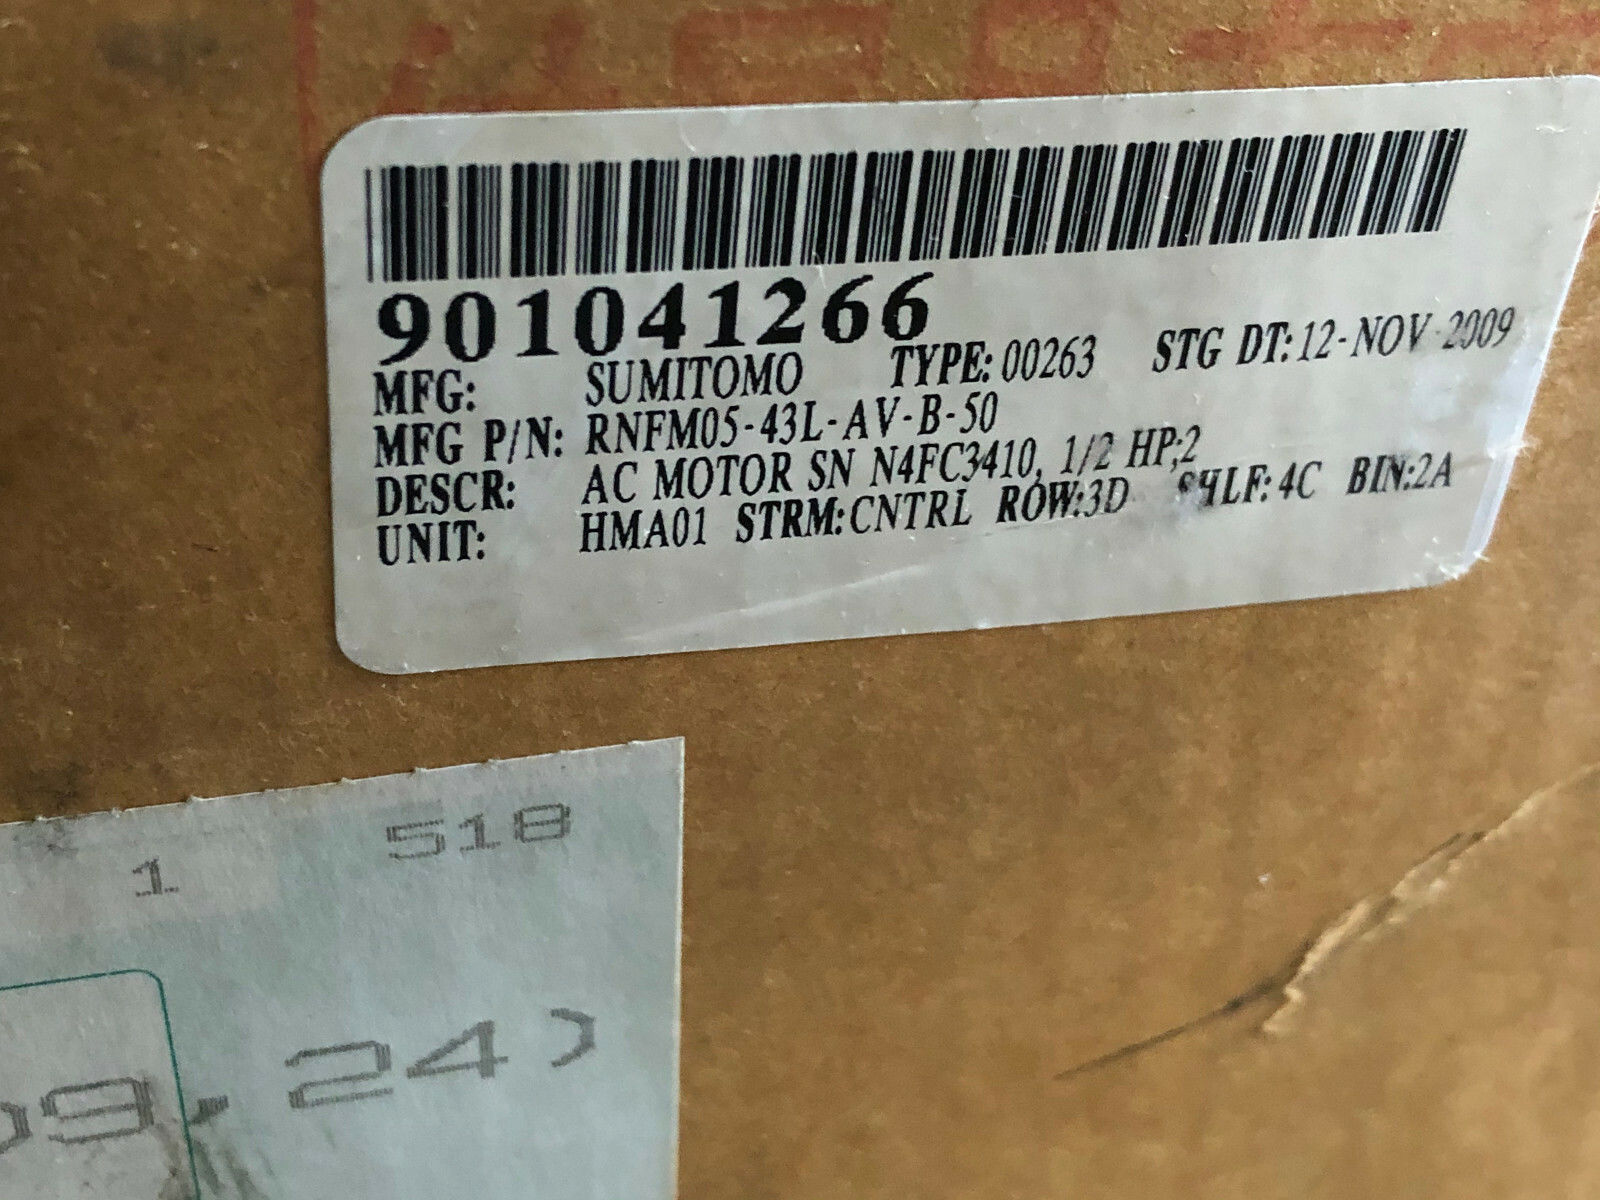 901041266
MFG: SUMITOMO TYPE: 00263 STG DT: 12-NOV-2009
MFG P/N: RNFM05-43L-AV-B-50
DESCR: AC MOTOR SN N4FC3410, 1/2 HP;2
UNIT: HMA01 STRM: CNTRL ROW:3D SHLF: 4C BIN:2A
1 518
09.24)